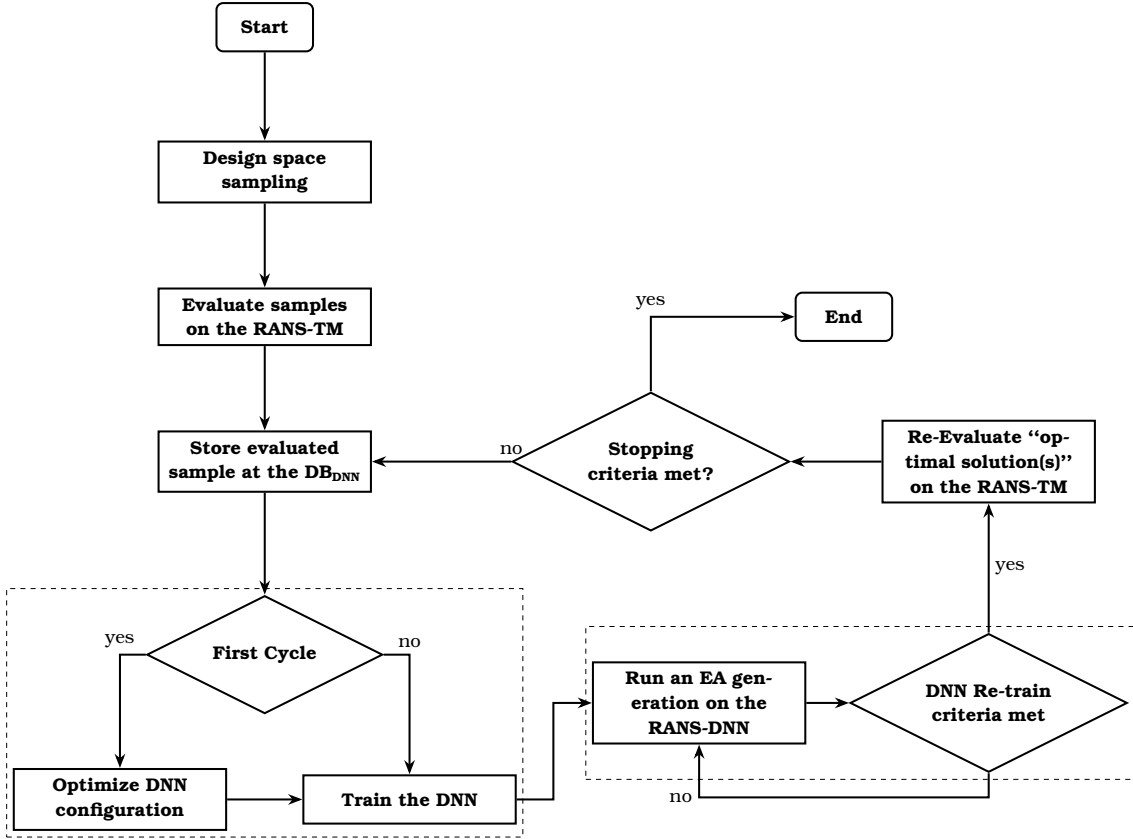 Start
Design space
sampling
Evaluate samples
on the RANS-TM
yes
End
Store evaluated
sample at the DB_DNN
no
Stopping
criteria met?
Re-Evaluate “op-
timal solution(s)”
on the RANS-TM
yes
yes
First Cycle
no
Run an EA gen-
eration on the
RANS-DNN
DNN Re-train
criteria met
Optimize DNN
configuration
Train the DNN
no